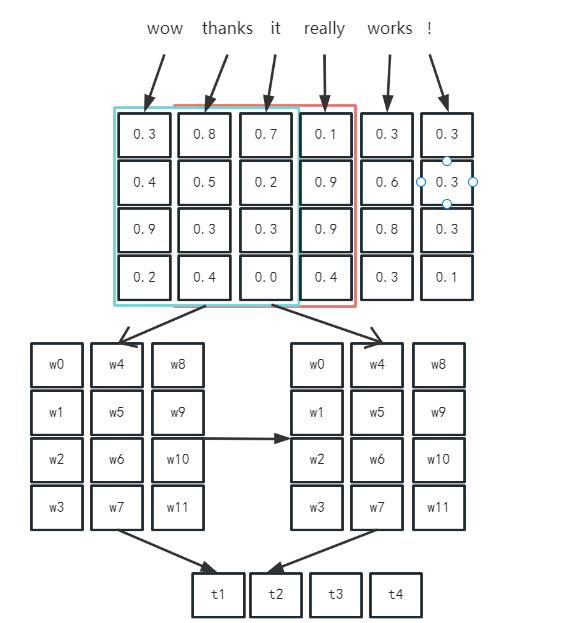 wow thanks it really works !
0.3 0.8 0.7 0.1 0.3 0.3
0.4 0.5 0.2 0.9 0.6 0.3
0.9 0.3 0.3 0.9 0.8 0.3
0.2 0.4 0.0 0.4 0.3 0.1
w0 w4 w8 w0 w4 w8
w1 w5 w9 w1 w5 w9
w2 w6 w10 w2 w6 w10
w3 w7 w11 w3 w7 w11
t1 t2 t3 t4